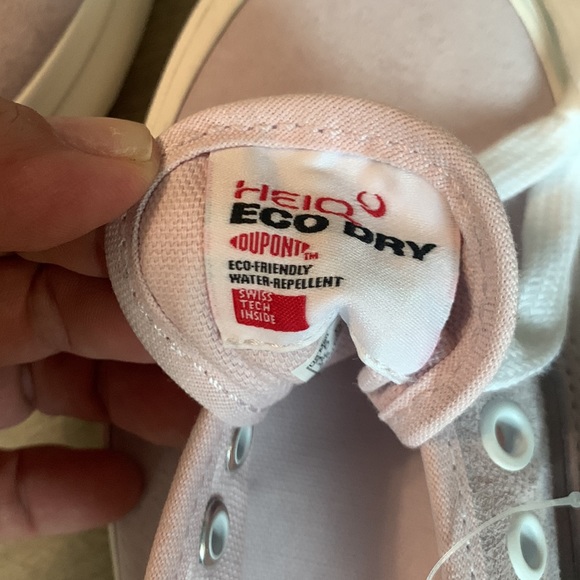 HEIQ
ECO DRY
DUPONT™
ECO-FRIENDLY
WATER-REPELLENT
SWISS
TECH
INSIDE